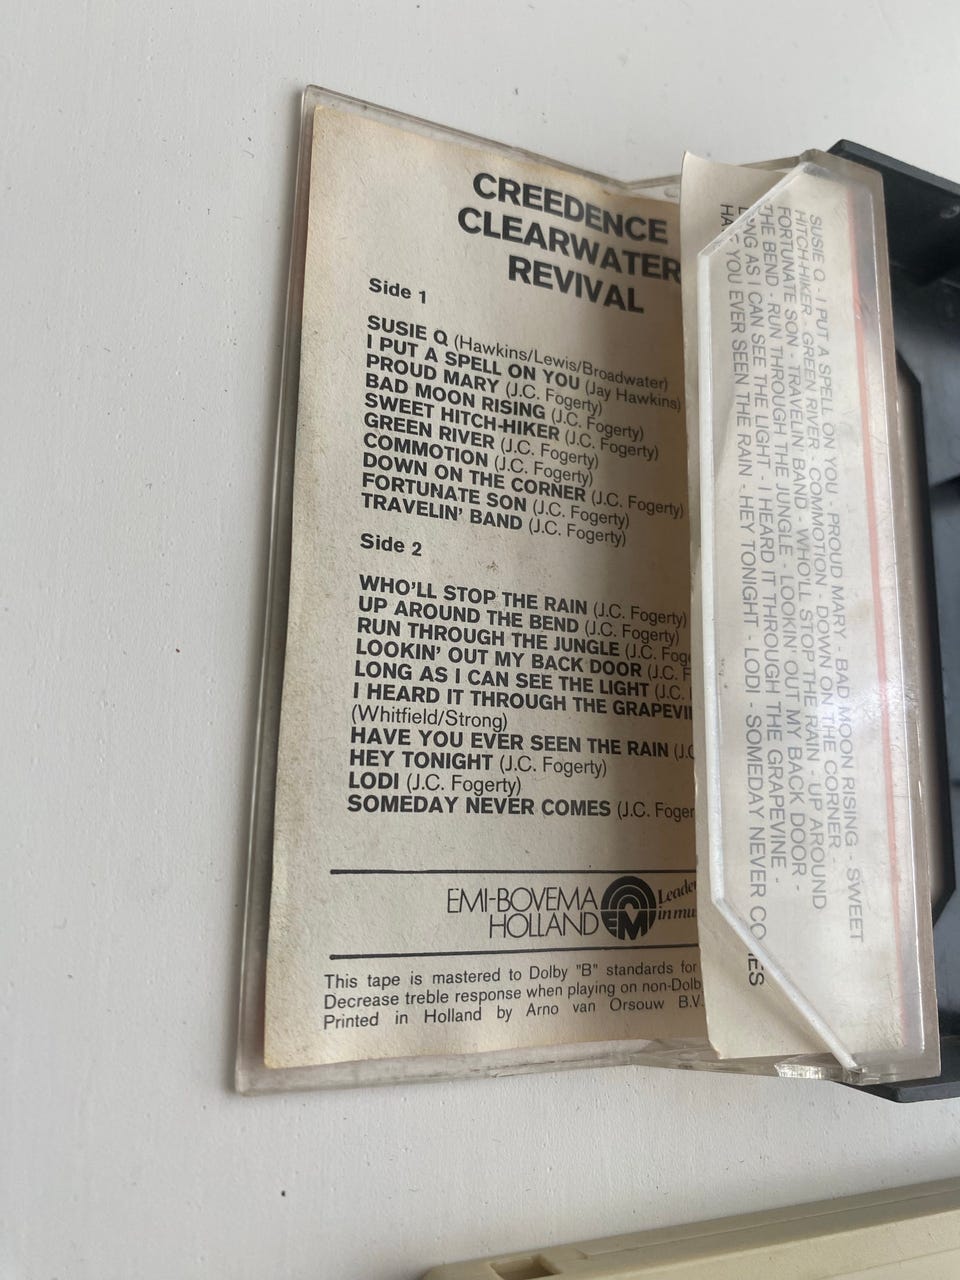 CREEDENCE
CLEARWATER
REVIVAL
Side 1
SUSIE Q (Hawkins/Lewis/Broadwater)
I PUT A SPELL ON YOU (Jay Hawkins)
PROUD MARY (J.C. Fogerty)
BAD MOON RISING (J.C. Fogerty)
SWEET HITCH-HIKER (J.C. Fogerty)
GREEN RIVER (J.C. Fogerty)
COMMOTION (J.C. Fogerty)
DOWN ON THE CORNER (J.C. Fogerty)
FORTUNATE SON (J.C. Fogerty)
TRAVELIN' BAND (J.C. Fogerty)
Side 2
WHO'LL STOP THE RAIN (J.C. Fogerty)
UP AROUND THE BEND (J.C. Fogerty)
RUN THROUGH THE JUNGLE (J.C. Fog
LOOKIN' OUT MY BACK DOOR (J.C. F
LONG AS I CAN SEE THE LIGHT (J.C.
I HEARD IT THROUGH THE GRAPEVI
(Whitfield/Strong)
HAVE YOU EVER SEEN THE RAIN (J.C
HEY TONIGHT (J.C. Fogerty)
LODI (J.C. Fogerty)
SOMEDAY NEVER COMES (J.C. Foger
EMI-BOVEMA
HOLLAND
EMI
Leade
in mu
This tape is mastered to Dolby "B" standards for
Decrease treble response when playing on non-Dolb
Printed in Holland by Arno van Orsouw B.V.
SUSIE Q - I PUT A SPELL ON YOU - PROUD MARY - BAD MOON RISING - SWEET
HITCH-HIKER - GREEN RIVER - COMMOTION - DOWN ON THE CORNER -
FORTUNATE SON - TRAVELIN' BAND - WHO'LL STOP THE RAIN - UP AROUND
THE BEND - RUN THROUGH THE JUNGLE - LOOKIN' OUT MY BACK DOOR -
LONG AS I CAN SEE THE LIGHT - I HEARD IT THROUGH THE GRAPEVINE -
HAVE YOU EVER SEEN THE RAIN - HEY TONIGHT - LODI - SOMEDAY NEVER COMES